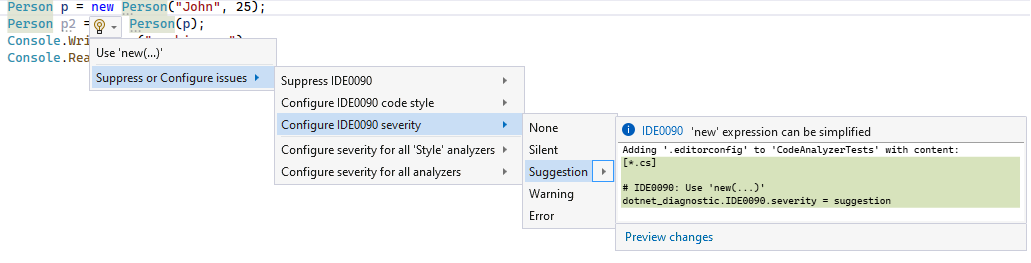 Person p = new Person("John", 25);
Person p2 = Person(p);
Console.Wri
Console.Rea
Use 'new(...)'
Suppress or Configure issues
Suppress IDE0090
Configure IDE0090 code style
Configure IDE0090 severity
Configure severity for all 'Style' analyzers
Configure severity for all analyzers
None
Silent
Suggestion
Warning
Error
IDE0090 'new' expression can be simplified
Adding '.editorconfig' to 'CodeAnalyzerTests' with content:
[*.cs]
# IDE0090: Use 'new(...)'
dotnet_diagnostic.IDE0090.severity = suggestion
Preview changes